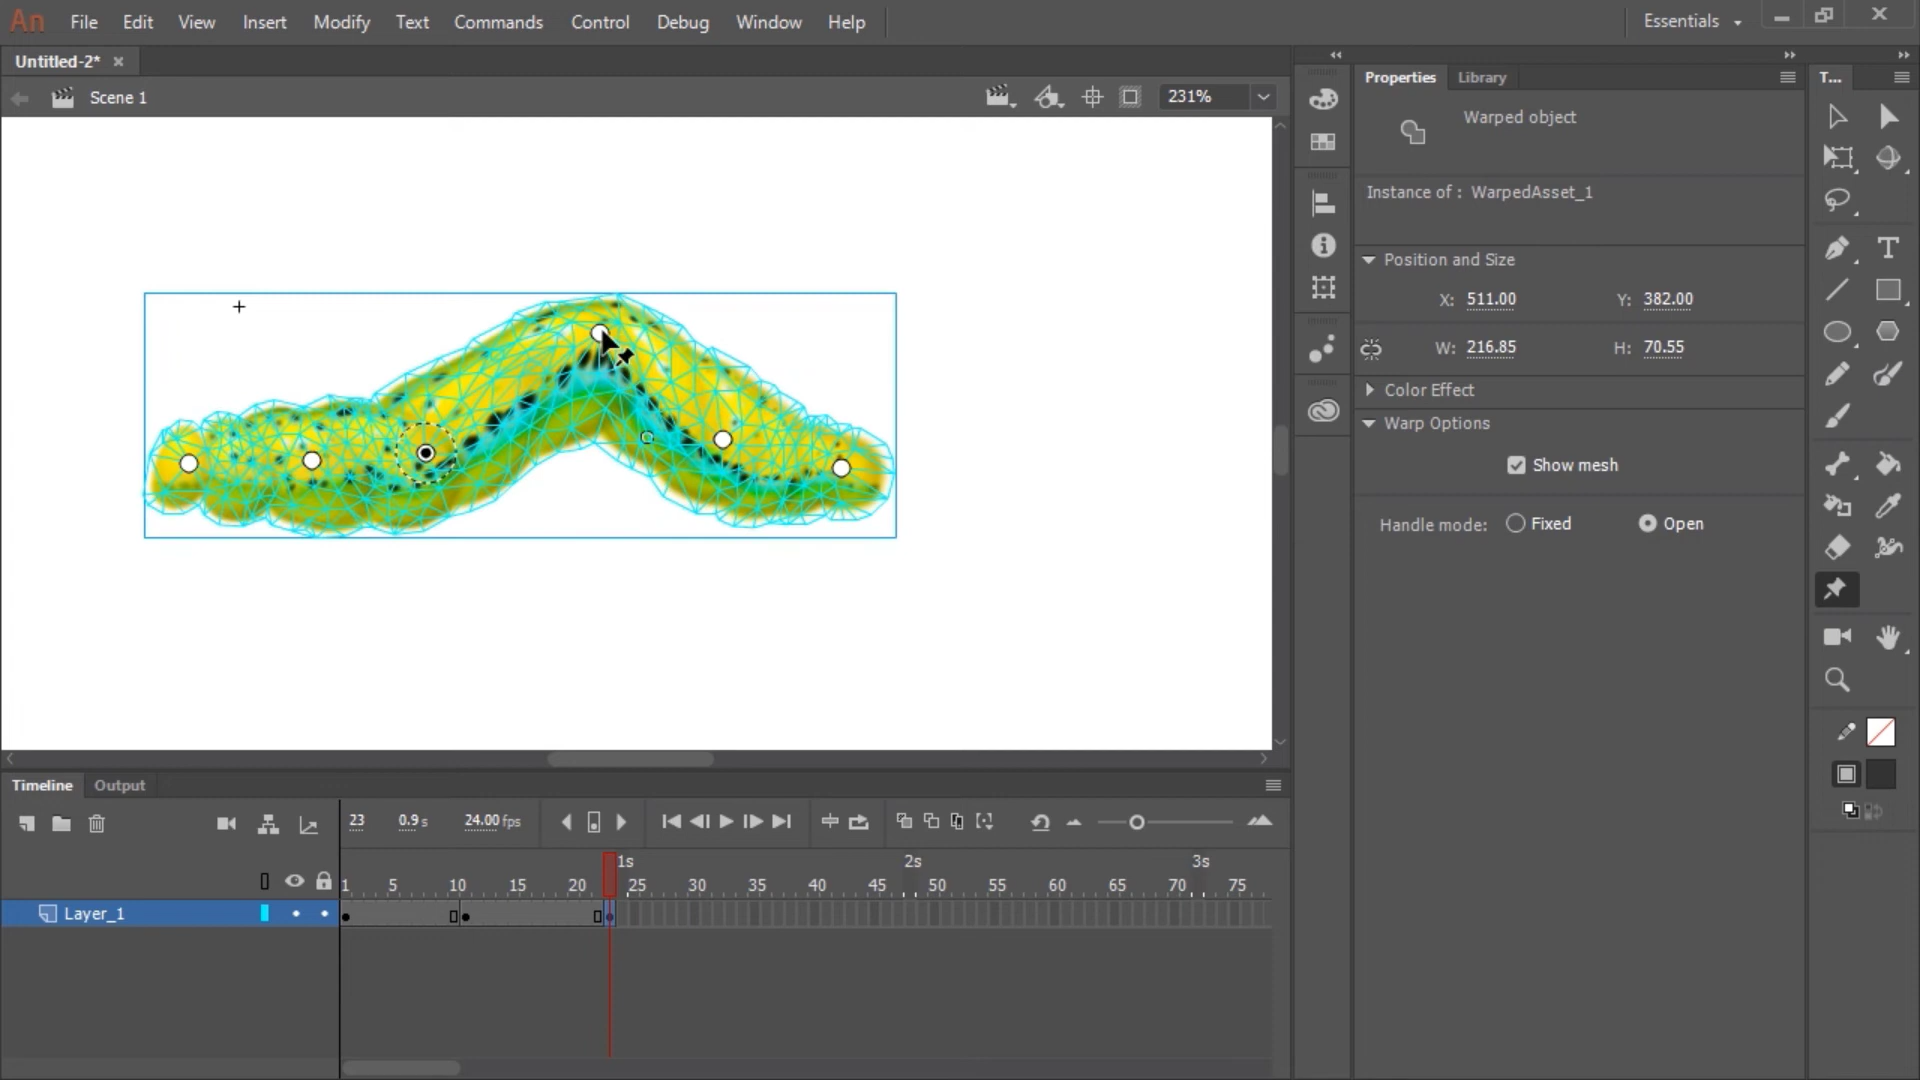 An File Edit View Insert Modify Text Commands Control Debug Window Help Essentials
Untitled-2*
Scene 1
231%
Properties Library
T...
Warped object
Instance of : WarpedAsset_1
Position and Size
X: 511.00 Y: 382.00
W: 216.85 H: 70.55
Color Effect
Warp Options
Show mesh
Handle mode: Fixed Open
T
Timeline Output
23 0.9 s 24.00 fps
1s 2s 3s
1 5 10 15 20 25 30 35 40 45 50 55 60 65 70 75
Layer_1